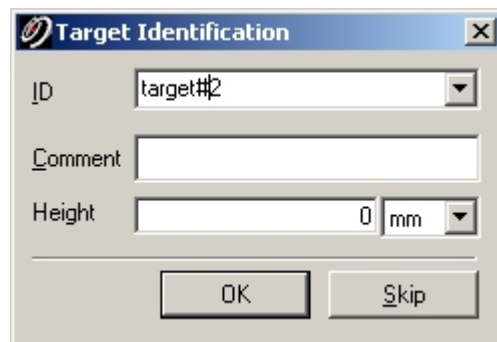 Target Identification
ID target#2
Comment
Height 0 mm
OK Skip